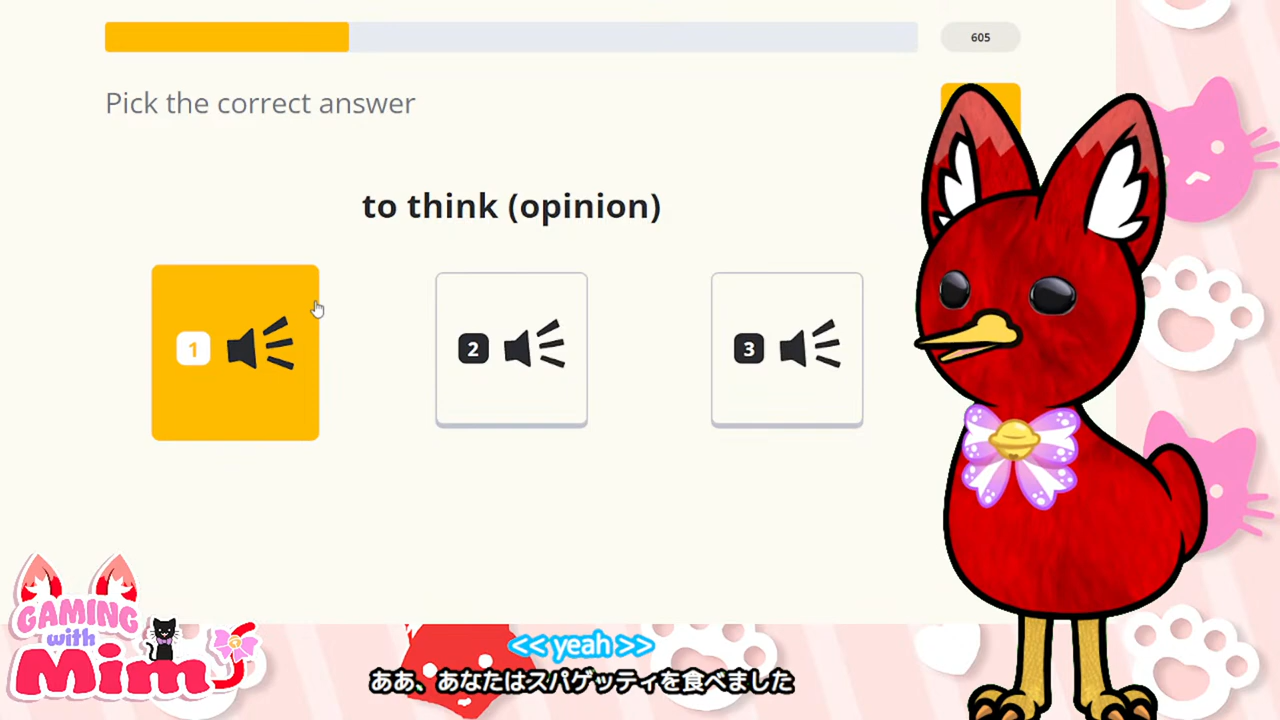 605
Pick the correct answer
to think (opinion)
1
2
3
GAMING
with
Mim
<< yeah >>
ああ、あなたはスパゲッティを食べました